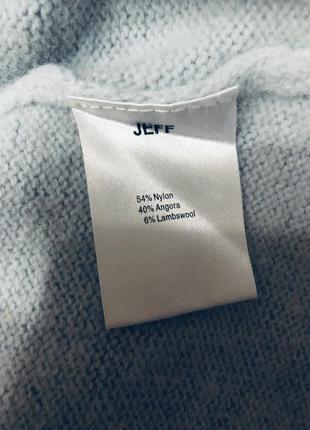 JEFF
54% Nylon
40% Angora
6% Lambswool